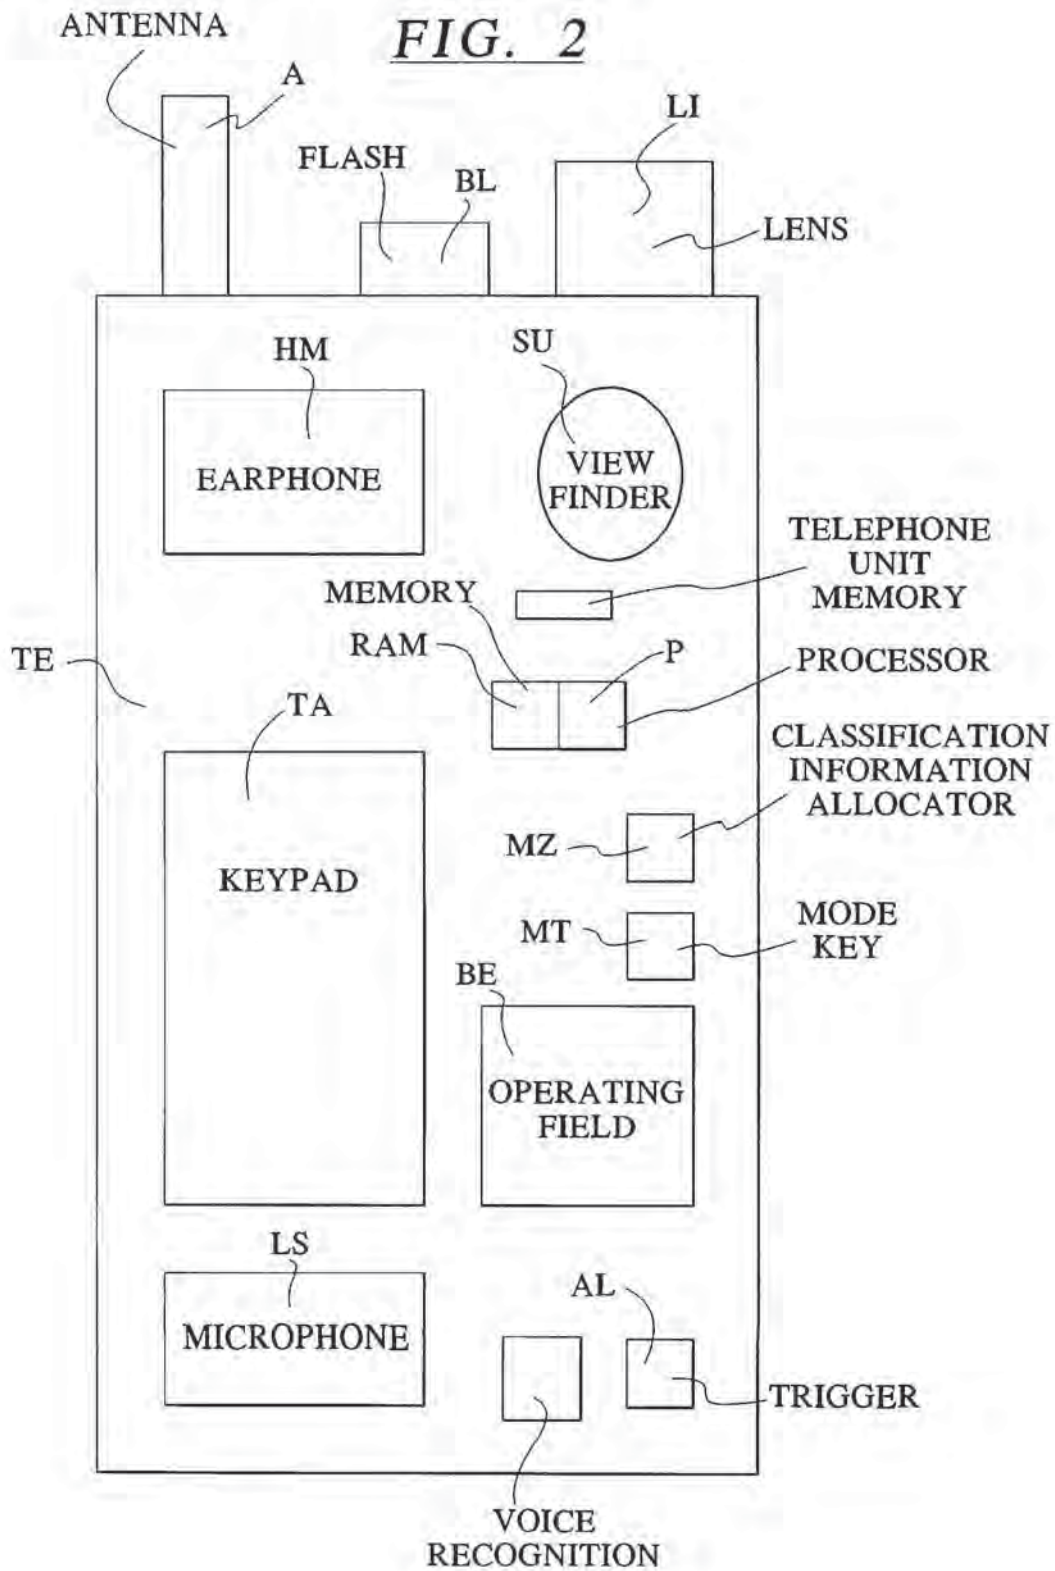 FIG. 2
ANTENNA
A
FLASH
BL
LI
LENS
HM
EARPHONE
SU
VIEW
FINDER
TELEPHONE
UNIT
MEMORY
MEMORY
RAM
P
PROCESSOR
TE
TA
KEYPAD
CLASSIFICATION
INFORMATION
ALLOCATOR
MZ
MT
MODE
KEY
BE
OPERATING
FIELD
LS
MICROPHONE
AL
TRIGGER
VOICE
RECOGNITION